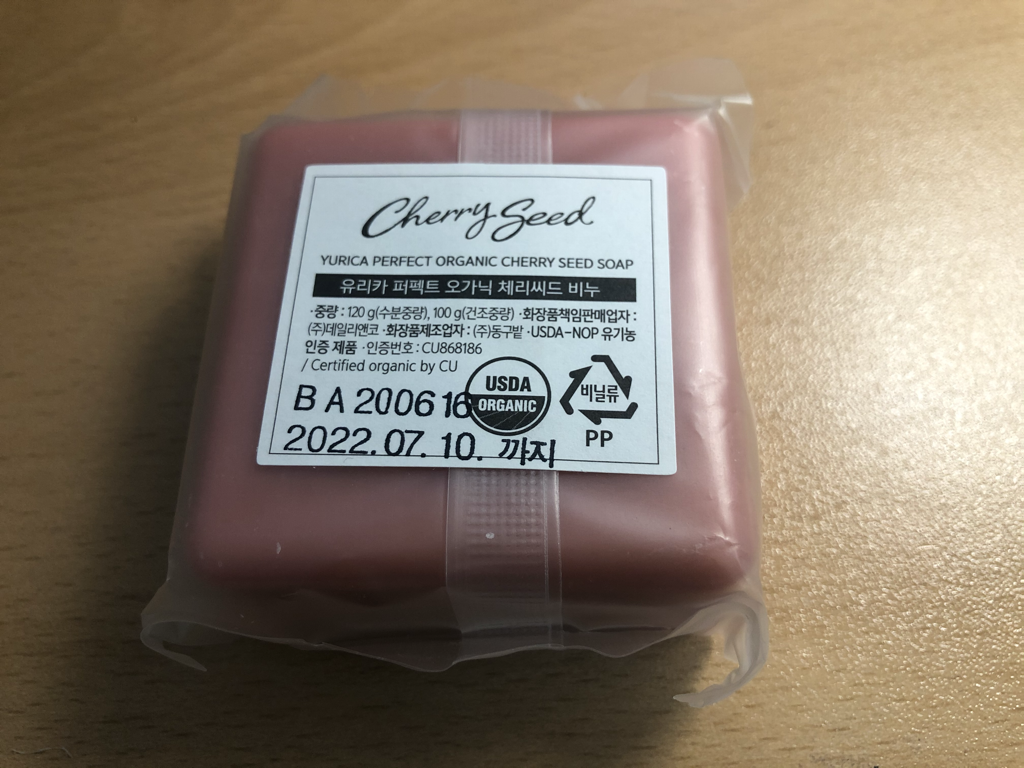 Cherry Seed
YURICA PERFECT ORGANIC CHERRY SEED SOAP
유리카 퍼펙트 오가닉 체리씨드 비누
·중량 : 120 g(수분중량), 100 g(건조중량) ·화장품책임판매업자 :
(주)데일리앤코 ·화장품제조업자 : (주)동구밭 ·USDA-NOP 유기농
인증 제품 ·인증번호 : CU868186
/ Certified organic by CU
BA200616
2022.07.10. 까지
USDA
ORGANIC
비닐류
PP